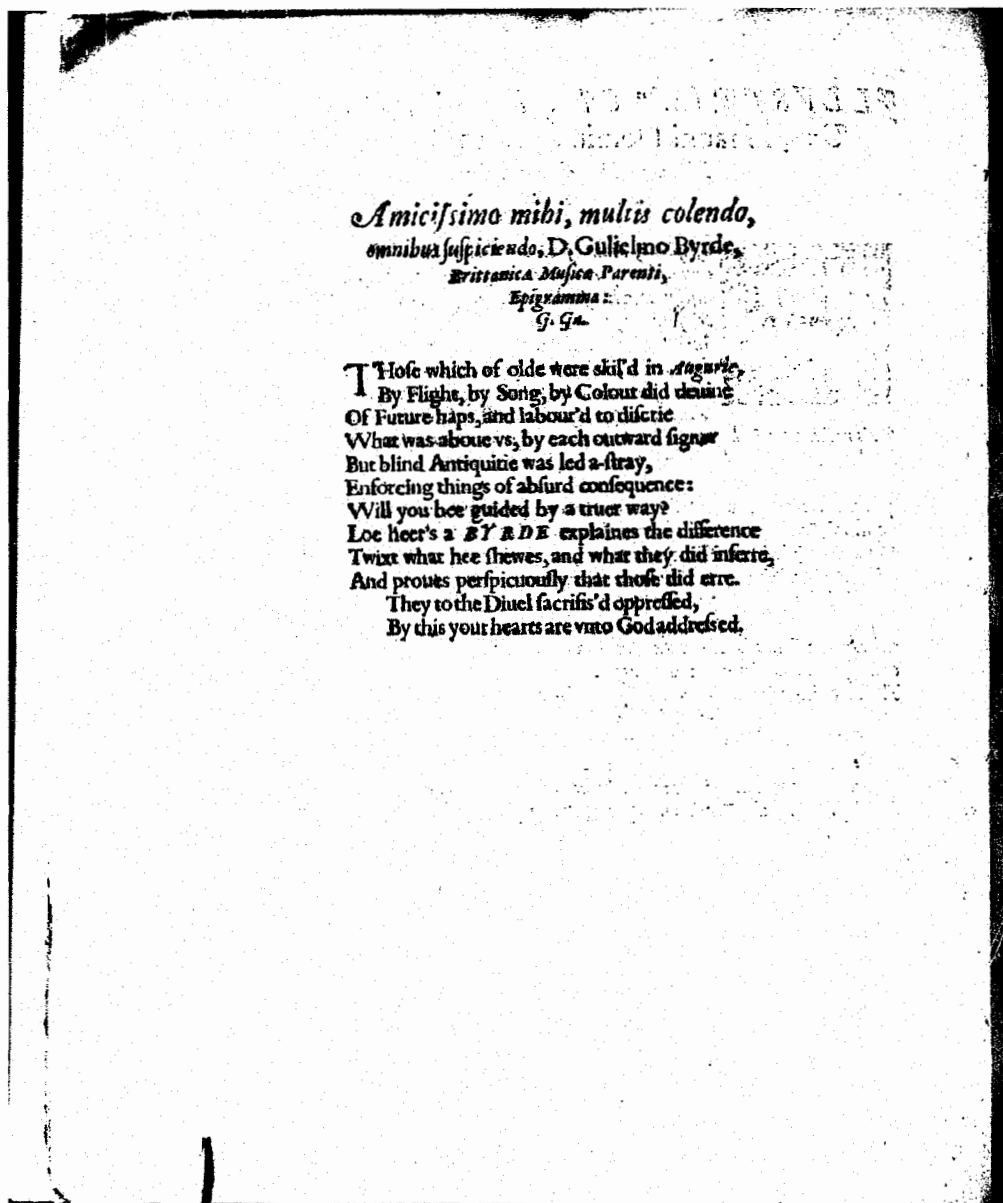 Amiciſsimo mihi, multis colendo,
omnibus ſuſpiciendo, D. Gulielmo Byrde,
Brittanicæ Muſicæ Parenti,
Epigramma:
G. Ga.
THoſe which of olde were skil'd in Augurie,
By Flight, by Song, by Colour did deuine
Of Future haps, and labour'd to diſcrie
What was aboue vs, by each outward ſigne
But blind Antiquitie was led a-ſtray,
Enforcing things of abſurd conſequence:
Will you bee guided by a truer way?
Loe heer's a BYRDE explaines the difference
Twixt what hee ſhewes, and what they did inferre,
And proues perſpicuouſly that thoſe did erre.
They to the Diuel ſacrifis'd oppreſſed,
By this your hearts are vnto God addreſsed.